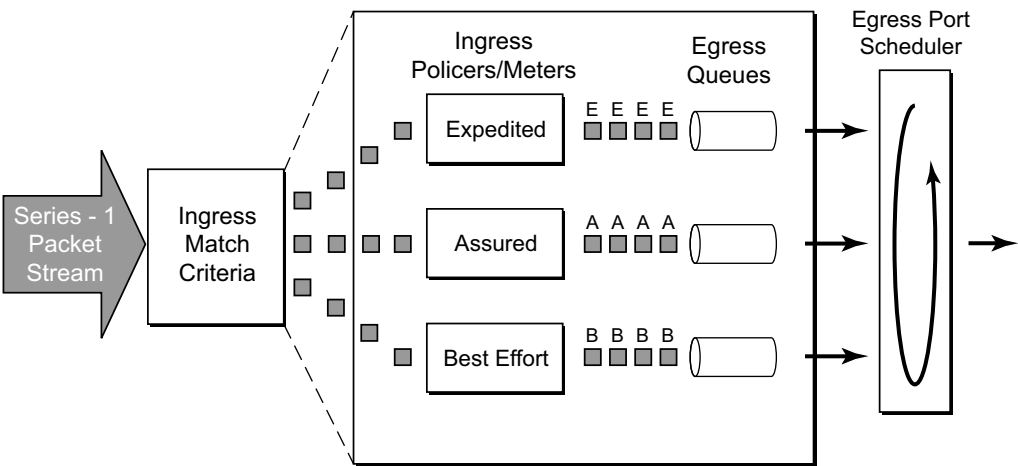 Egress Port
Scheduler
Ingress
Policers/Meters
Egress
Queues
Expedited
E E E E
Series - 1
Packet
Stream
Ingress
Match
Criteria
Assured
A A A A
Best Effort
B B B B